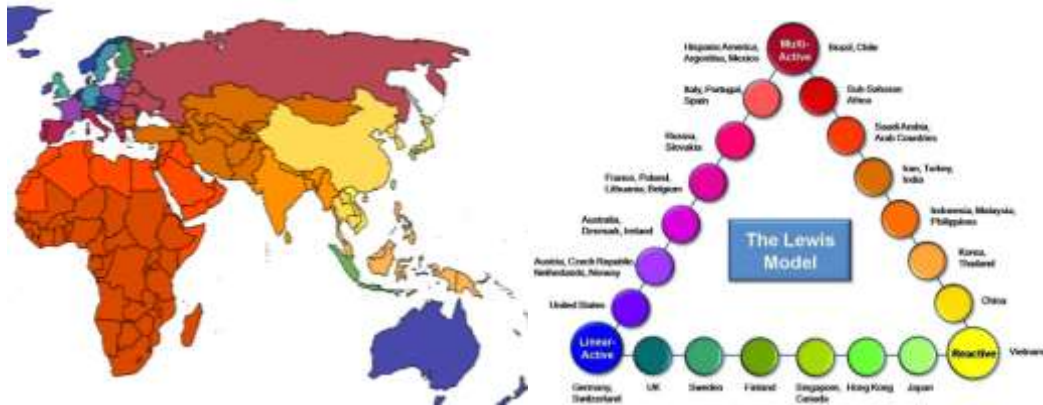 Hispanic America,
Argentina, Mexico
Multi-
Active
Brazil, Chile
Italy, Portugal,
Spain
Sub Saharan
Africa
Russia,
Slovakia
Saudi Arabia,
Arab Countries
France, Poland,
Lithuania, Belgium
Iran, Turkey,
India
Australia,
Denmark, Ireland
The Lewis
Model
Indonesia, Malaysia,
Philippines
Austria, Czech Republic,
Netherlands, Norway
Korea,
Thailand
United States
China
Linear-
Active
Reactive
Vietnam
Germany,
Switzerland
UK
Sweden
Finland
Singapore,
Canada
Hong Kong
Japan